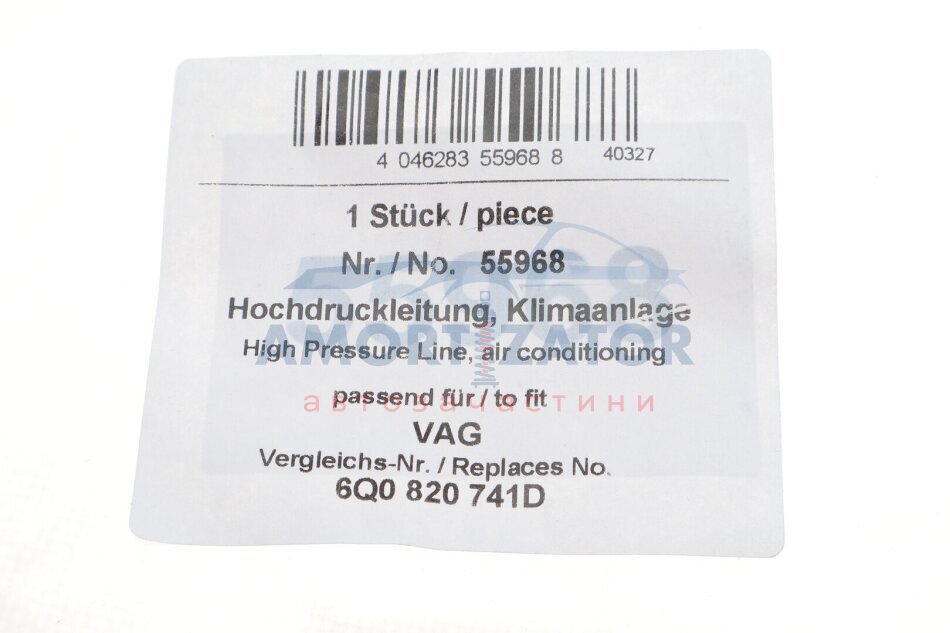 4 046283 559688 40327
1 Stück / piece
Nr. / No. 55968
55968
Hochdruckleitung, Klimaanlage
AMORTIZATOR
High Pressure Line, air conditioning
passend für / to fit
автозапчастини
VAG
Vergleichs-Nr. / Replaces No.
6Q0 820 741D